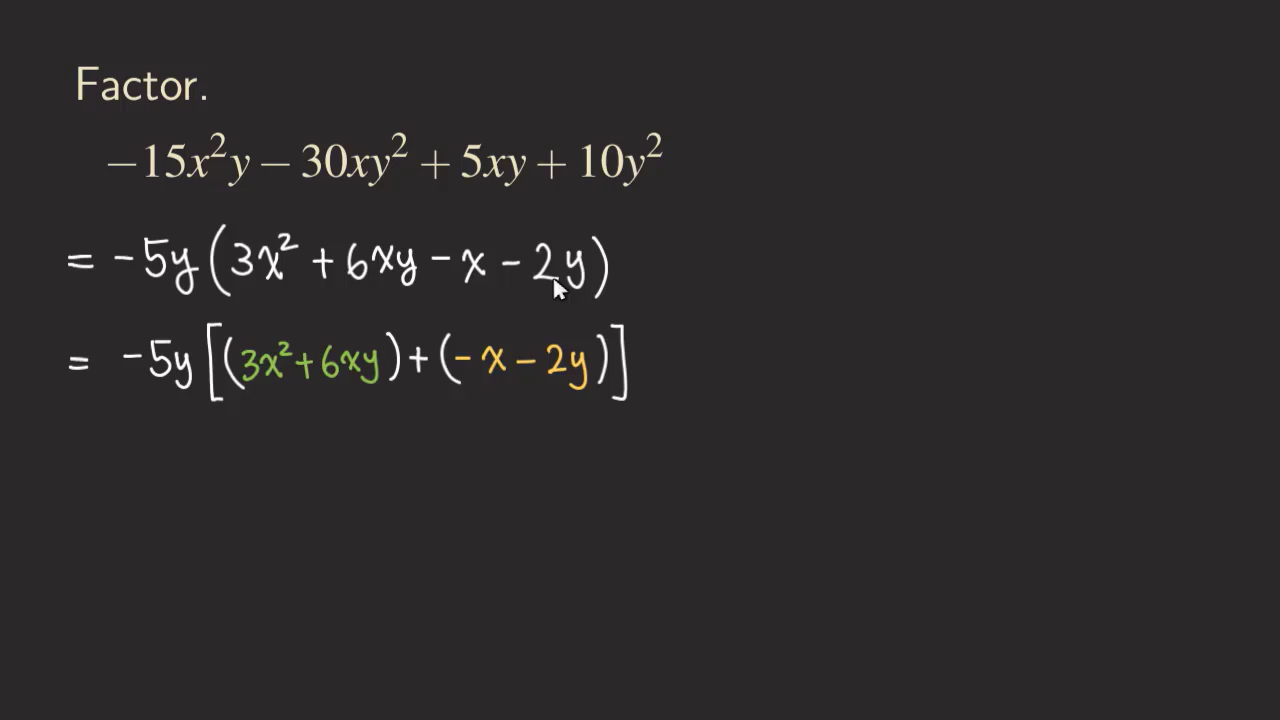 Factor.
−15x²y − 30xy² + 5xy + 10y²
= -5y(3x² + 6xy - x - 2y)
= -5y[(3x²+6xy)+(-x-2y)]